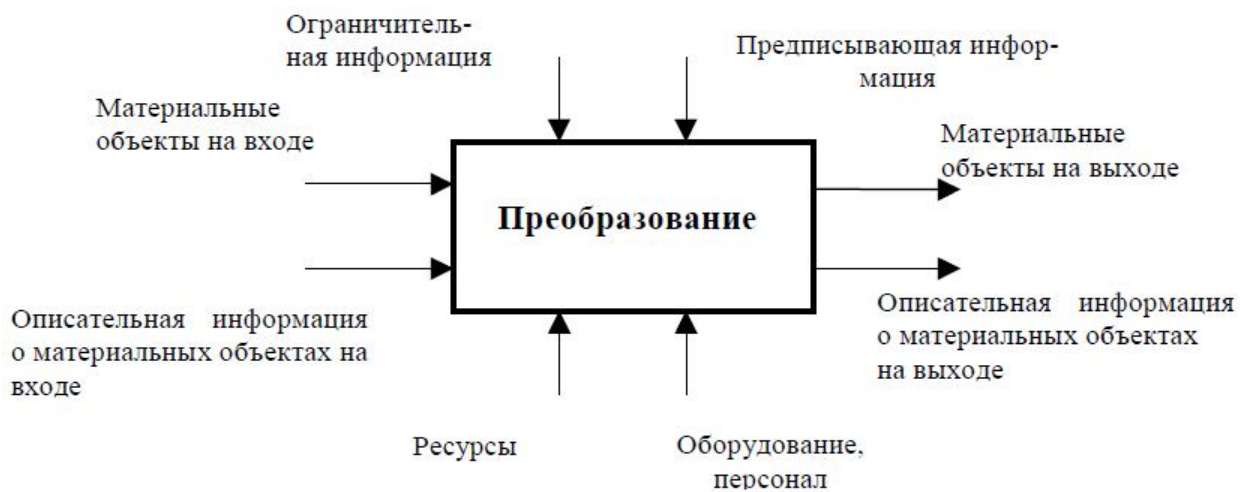 Ограничитель-
ная информация
Предписывающая инфор-
мация
Материальные
объекты на входе
Материальные
объекты на выходе
Преобразование
Описательная информация
о материальных объектах на
входе
Описательная информация
о материальных объектах
на выходе
Ресурсы
Оборудование,
персонал